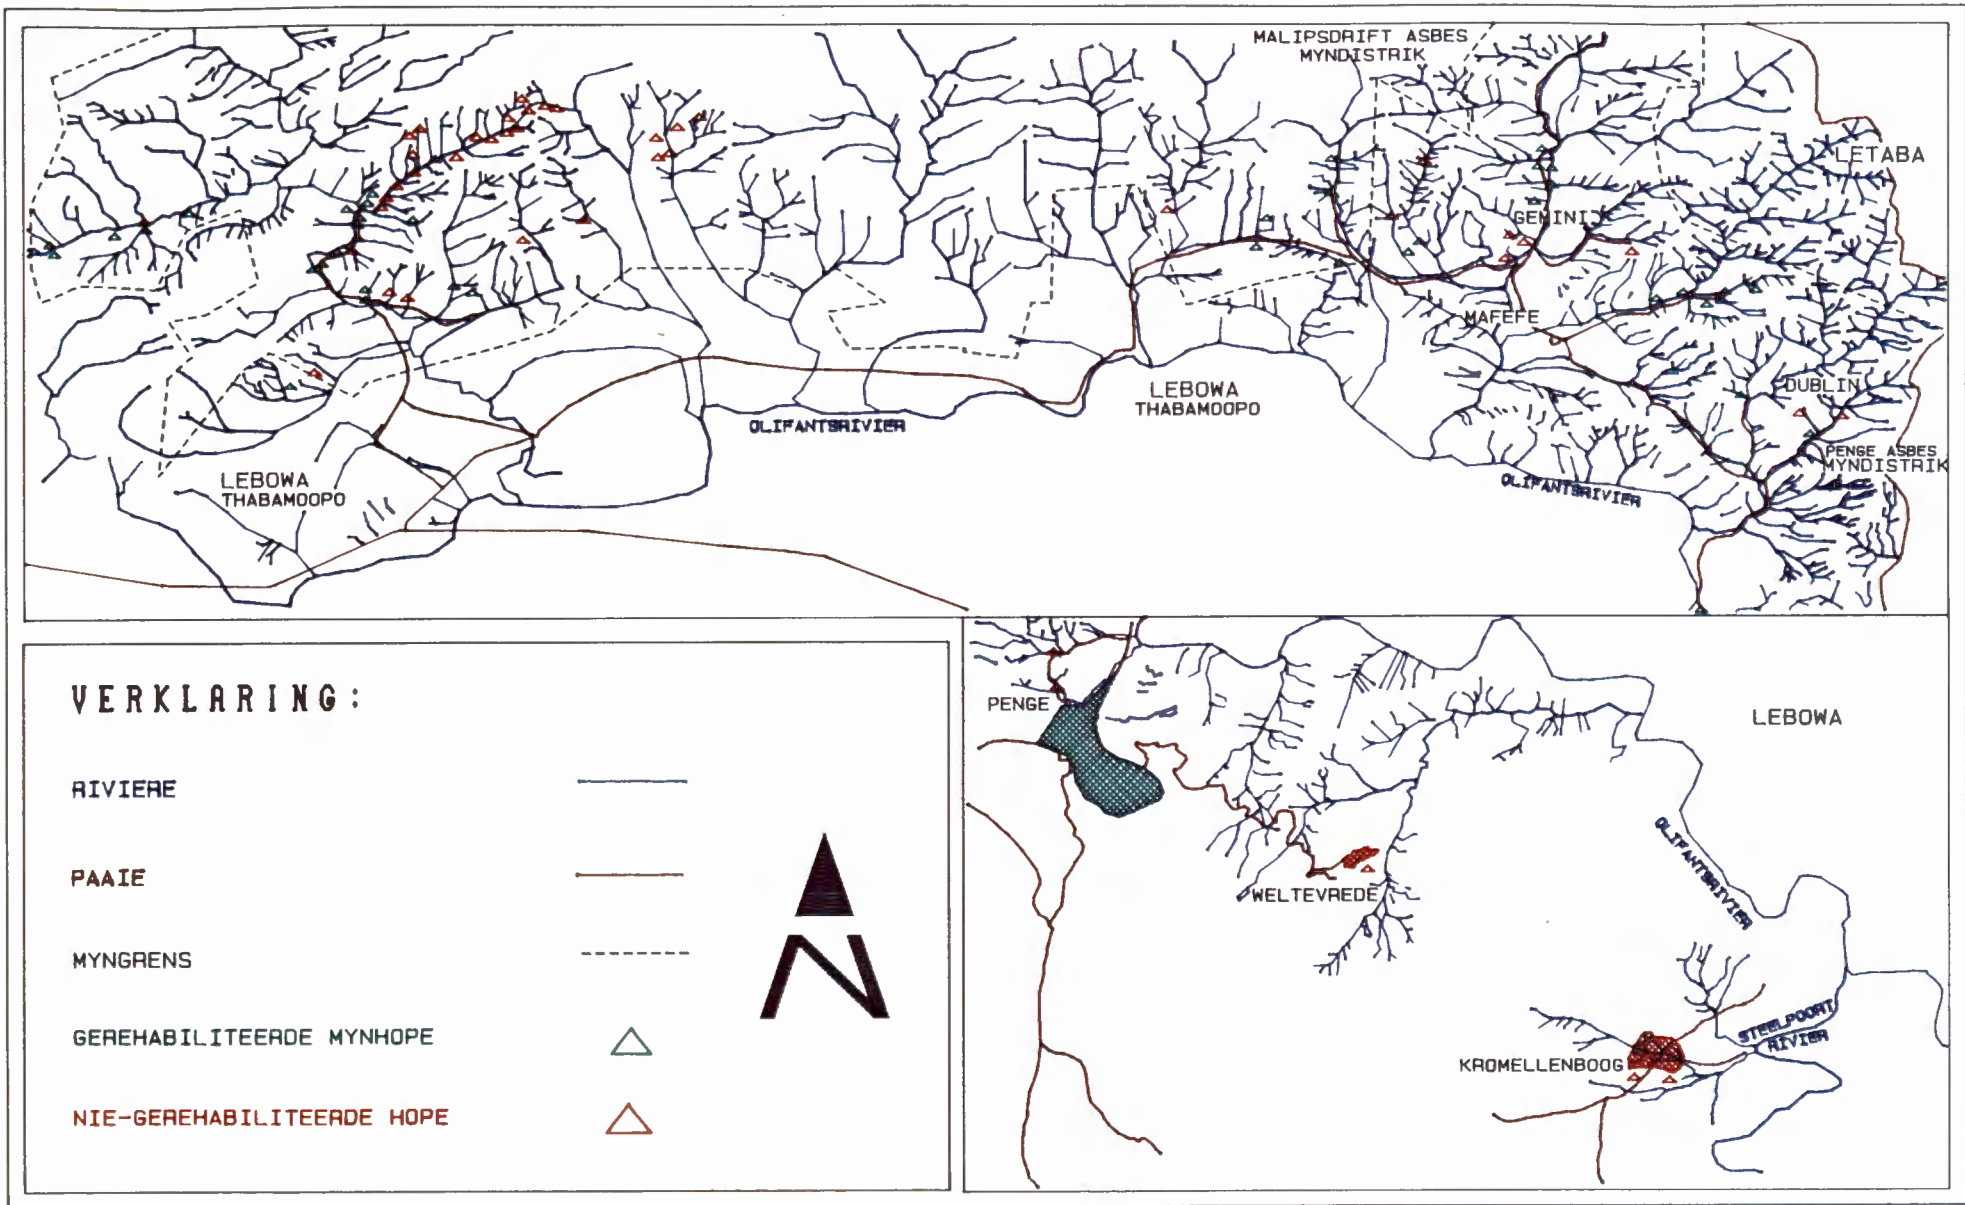 MALIPSDRIFT ASBES
MYNDISTRIK
LETABA
GEMINI
MAFEFE
DUBLIN
LEBOWA
THABAMOOPO
OLIFANTSRIVIER
PENGE ASBES
MYNDISTRIK
LEBOWA
THABAMOOPO
OLIFANTSRIVIER
VERKLARING:
RIVIERE
PAAIE
MYNGRENS
GEREHABILITEERDE MYNHOPE
NIE-GEREHABILITEERDE HOPE
N
PENGE
LEBOWA
OLIFANTSRIVIER
WELTEVREDE
STEELPOORT
RIVIER
KROMELLENBOOG